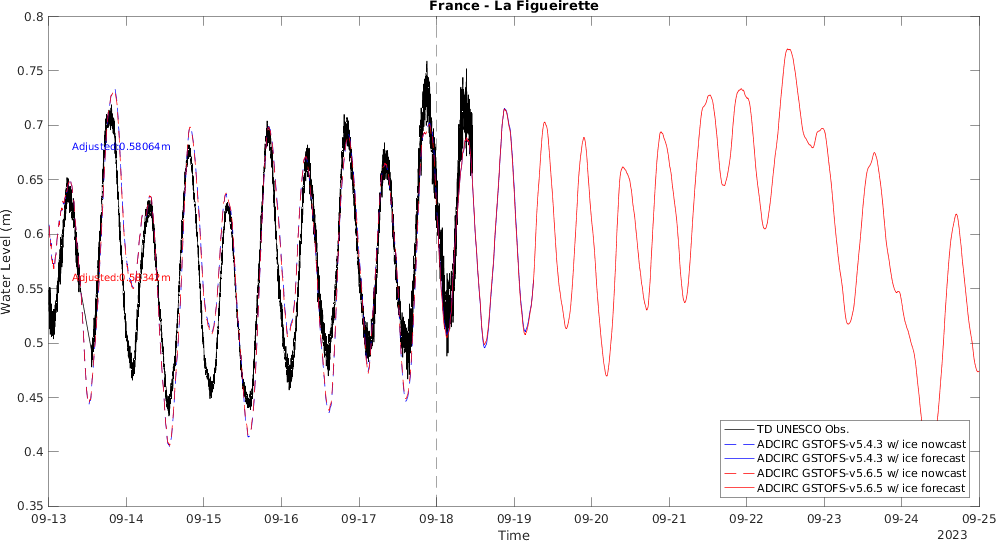 France - La Figueirette
0.8
0.75
0.7
0.65
0.6
0.55
0.5
0.45
0.4
0.35
Water Level (m)
Adjusted:0.58064m
Adjusted:0.58342m
TD UNESCO Obs.
ADCIRC GSTOFS-v5.4.3 w/ ice nowcast
ADCIRC GSTOFS-v5.4.3 w/ ice forecast
ADCIRC GSTOFS-v5.6.5 w/ ice nowcast
ADCIRC GSTOFS-v5.6.5 w/ ice forecast
09-13 09-14 09-15 09-16 09-17 09-18 09-19 09-20 09-21 09-22 09-23 09-24 09-25
Time
2023